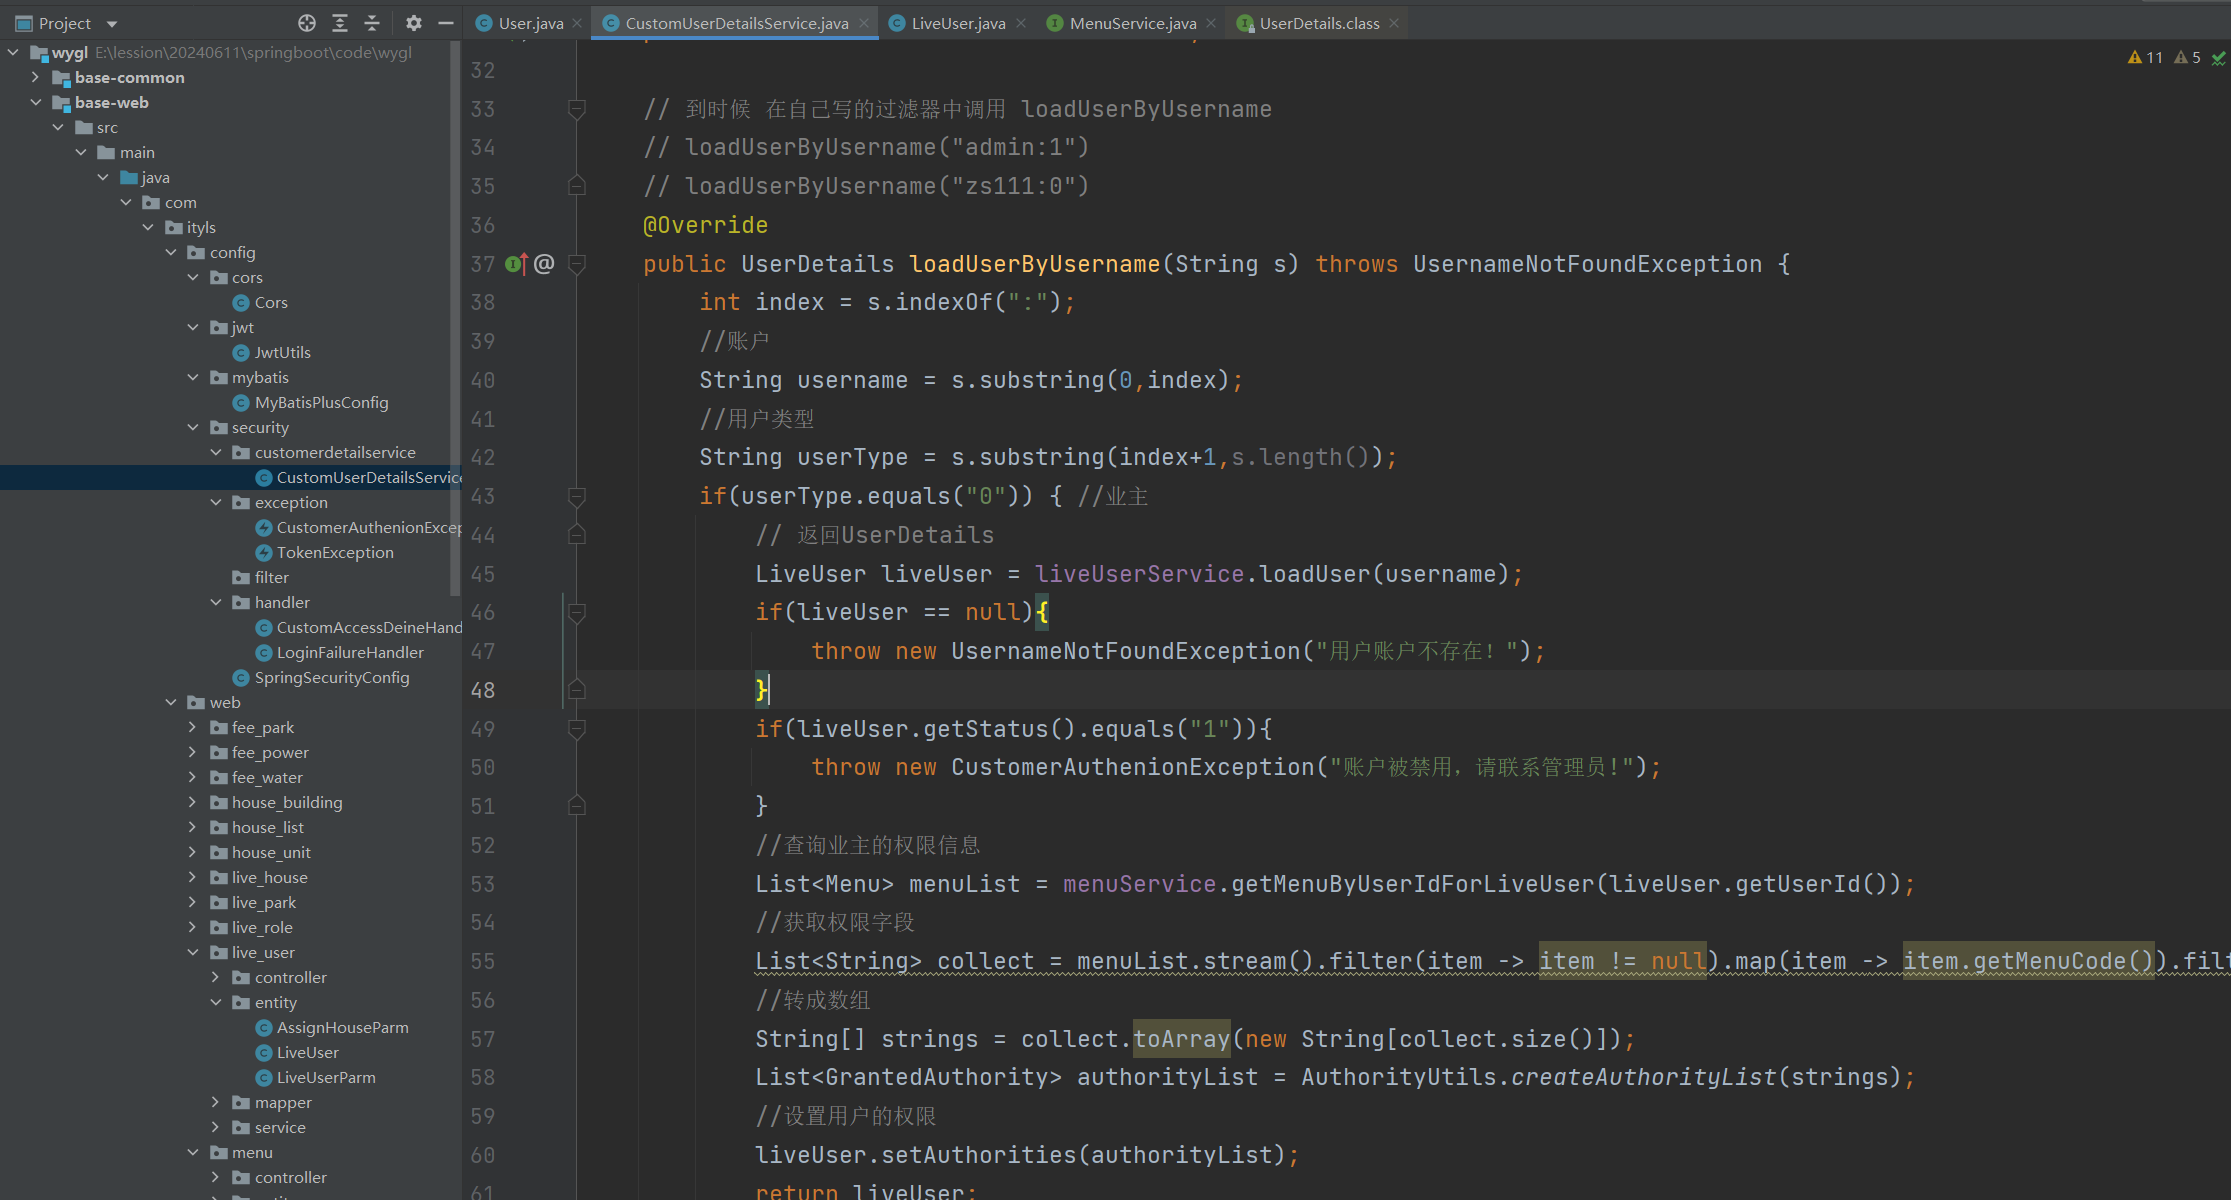 Project
User.java
CustomUserDetailsService.java
LiveUser.java
MenuService.java
UserDetails.class
wygl E:\lession\20240611\springboot\code\wygl
base-common
base-web
src
main
java
com
ityls
config
cors
Cors
jwt
JwtUtils
mybatis
MyBatisPlusConfig
security
customerdetailservice
CustomUserDetailsService
exception
CustomerAuthenionExcep
TokenException
filter
handler
CustomAccessDeineHand
LoginFailureHandler
SpringSecurityConfig
web
fee_park
fee_power
fee_water
house_building
house_list
house_unit
live_house
live_park
live_role
live_user
controller
entity
AssignHouseParm
LiveUser
LiveUserParm
mapper
service
menu
controller
11 5
32
33 // 到时候 在自己写的过滤器中调用 loadUserByUsername
34 // loadUserByUsername("admin:1")
35 // loadUserByUsername("zs111:0")
36 @Override
37 public UserDetails loadUserByUsername(String s) throws UsernameNotFoundException {
38 int index = s.indexOf(":");
39 //账户
40 String username = s.substring(0,index);
41 //用户类型
42 String userType = s.substring(index+1,s.length());
43 if(userType.equals("0")) { //业主
44 // 返回UserDetails
45 LiveUser liveUser = liveUserService.loadUser(username);
46 if(liveUser == null){
47 throw new UsernameNotFoundException("用户账户不存在！");
48 }
49 if(liveUser.getStatus().equals("1")){
50 throw new CustomerAuthenionException("账户被禁用，请联系管理员!");
51 }
52 //查询业主的权限信息
53 List<Menu> menuList = menuService.getMenuByUserIdForLiveUser(liveUser.getUserId());
54 //获取权限字段
55 List<String> collect = menuList.stream().filter(item -> item != null).map(item -> item.getMenuCode()).filt
56 //转成数组
57 String[] strings = collect.toArray(new String[collect.size()]);
58 List<GrantedAuthority> authorityList = AuthorityUtils.createAuthorityList(strings);
59 //设置用户的权限
60 liveUser.setAuthorities(authorityList);
61 return liveUser;